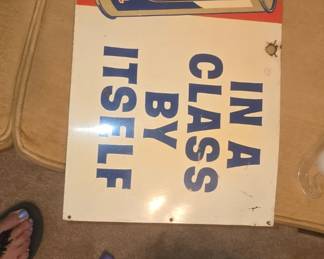 IN A
CLASS
BY
ITSELF